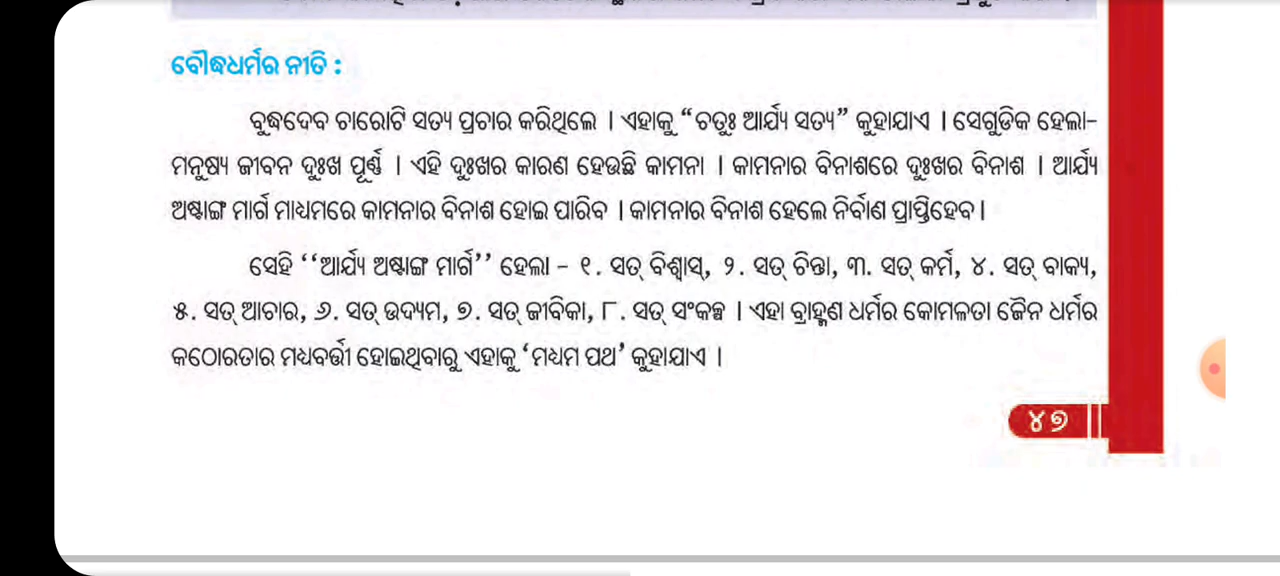 ବୌଦ୍ଧଧର୍ମର ନୀତି :
ବୁଦ୍ଧଦେବ ଚାରୋଟି ସତ୍ୟ ପ୍ରଚାର କରିଥିଲେ । ଏହାକୁ “ଚତୁଃ ଆର୍ଯ୍ୟ ସତ୍ୟ” କୁହାଯାଏ । ସେଗୁଡିକ ହେଲା-
ମନୁଷ୍ୟ ଜୀବନ ଦୁଃଖ ପୂର୍ଣ୍ଣ । ଏହି ଦୁଃଖର କାରଣ ହେଉଛି କାମନା । କାମନାର ବିନାଶରେ ଦୁଃଖର ବିନାଶ । ଆର୍ଯ୍ୟ
ଅଷ୍ଟାଙ୍ଗ ମାର୍ଗ ମାଧ୍ୟମରେ କାମନାର ବିନାଶ ହୋଇ ପାରିବ । କାମନାର ବିନାଶ ହେଲେ ନିର୍ବାଣ ପ୍ରାପ୍ତିହେବ।
ସେହି ‘‘ଆର୍ଯ୍ୟ ଅଷ୍ଟାଙ୍ଗ ମାର୍ଗ’’ ହେଲା - ୧. ସତ୍ ବିଶ୍ୱାସ୍, ୨. ସତ୍ ଚିନ୍ତା, ୩. ସତ୍ କର୍ମ, ୪. ସତ୍ ବାକ୍ୟ,
୫. ସତ୍ ଆଚାର, ୬. ସତ୍ ଉଦ୍ୟମ, ୭. ସତ୍ ଜୀବିକା, ୮. ସତ୍ ସଂକଳ୍ପ । ଏହା ବ୍ରାହ୍ମଣ ଧର୍ମର କୋମଳତା ଜୈନ ଧର୍ମର
କଠୋରତାର ମଧ୍ୟବର୍ତ୍ତୀ ହୋଇଥିବାରୁ ଏହାକୁ ‘ମଧ୍ୟମ ପଥ’ କୁହାଯାଏ ।
୪୭